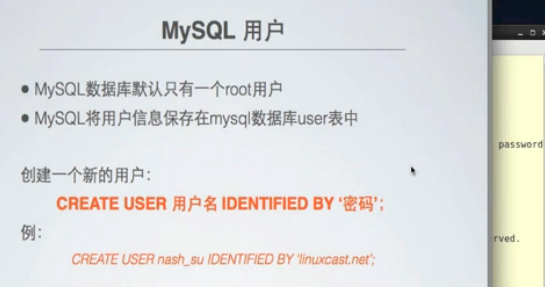 MySQL 用户
● MySQL数据库默认只有一个root用户
● MySQL将用户信息保存在mysql数据库user表中
password
创建一个新的用户：
CREATE USER 用户名 IDENTIFIED BY ‘密码’;
例：
rved.
CREATE USER nash_su IDENTIFIED BY ‘linuxcast.net’;